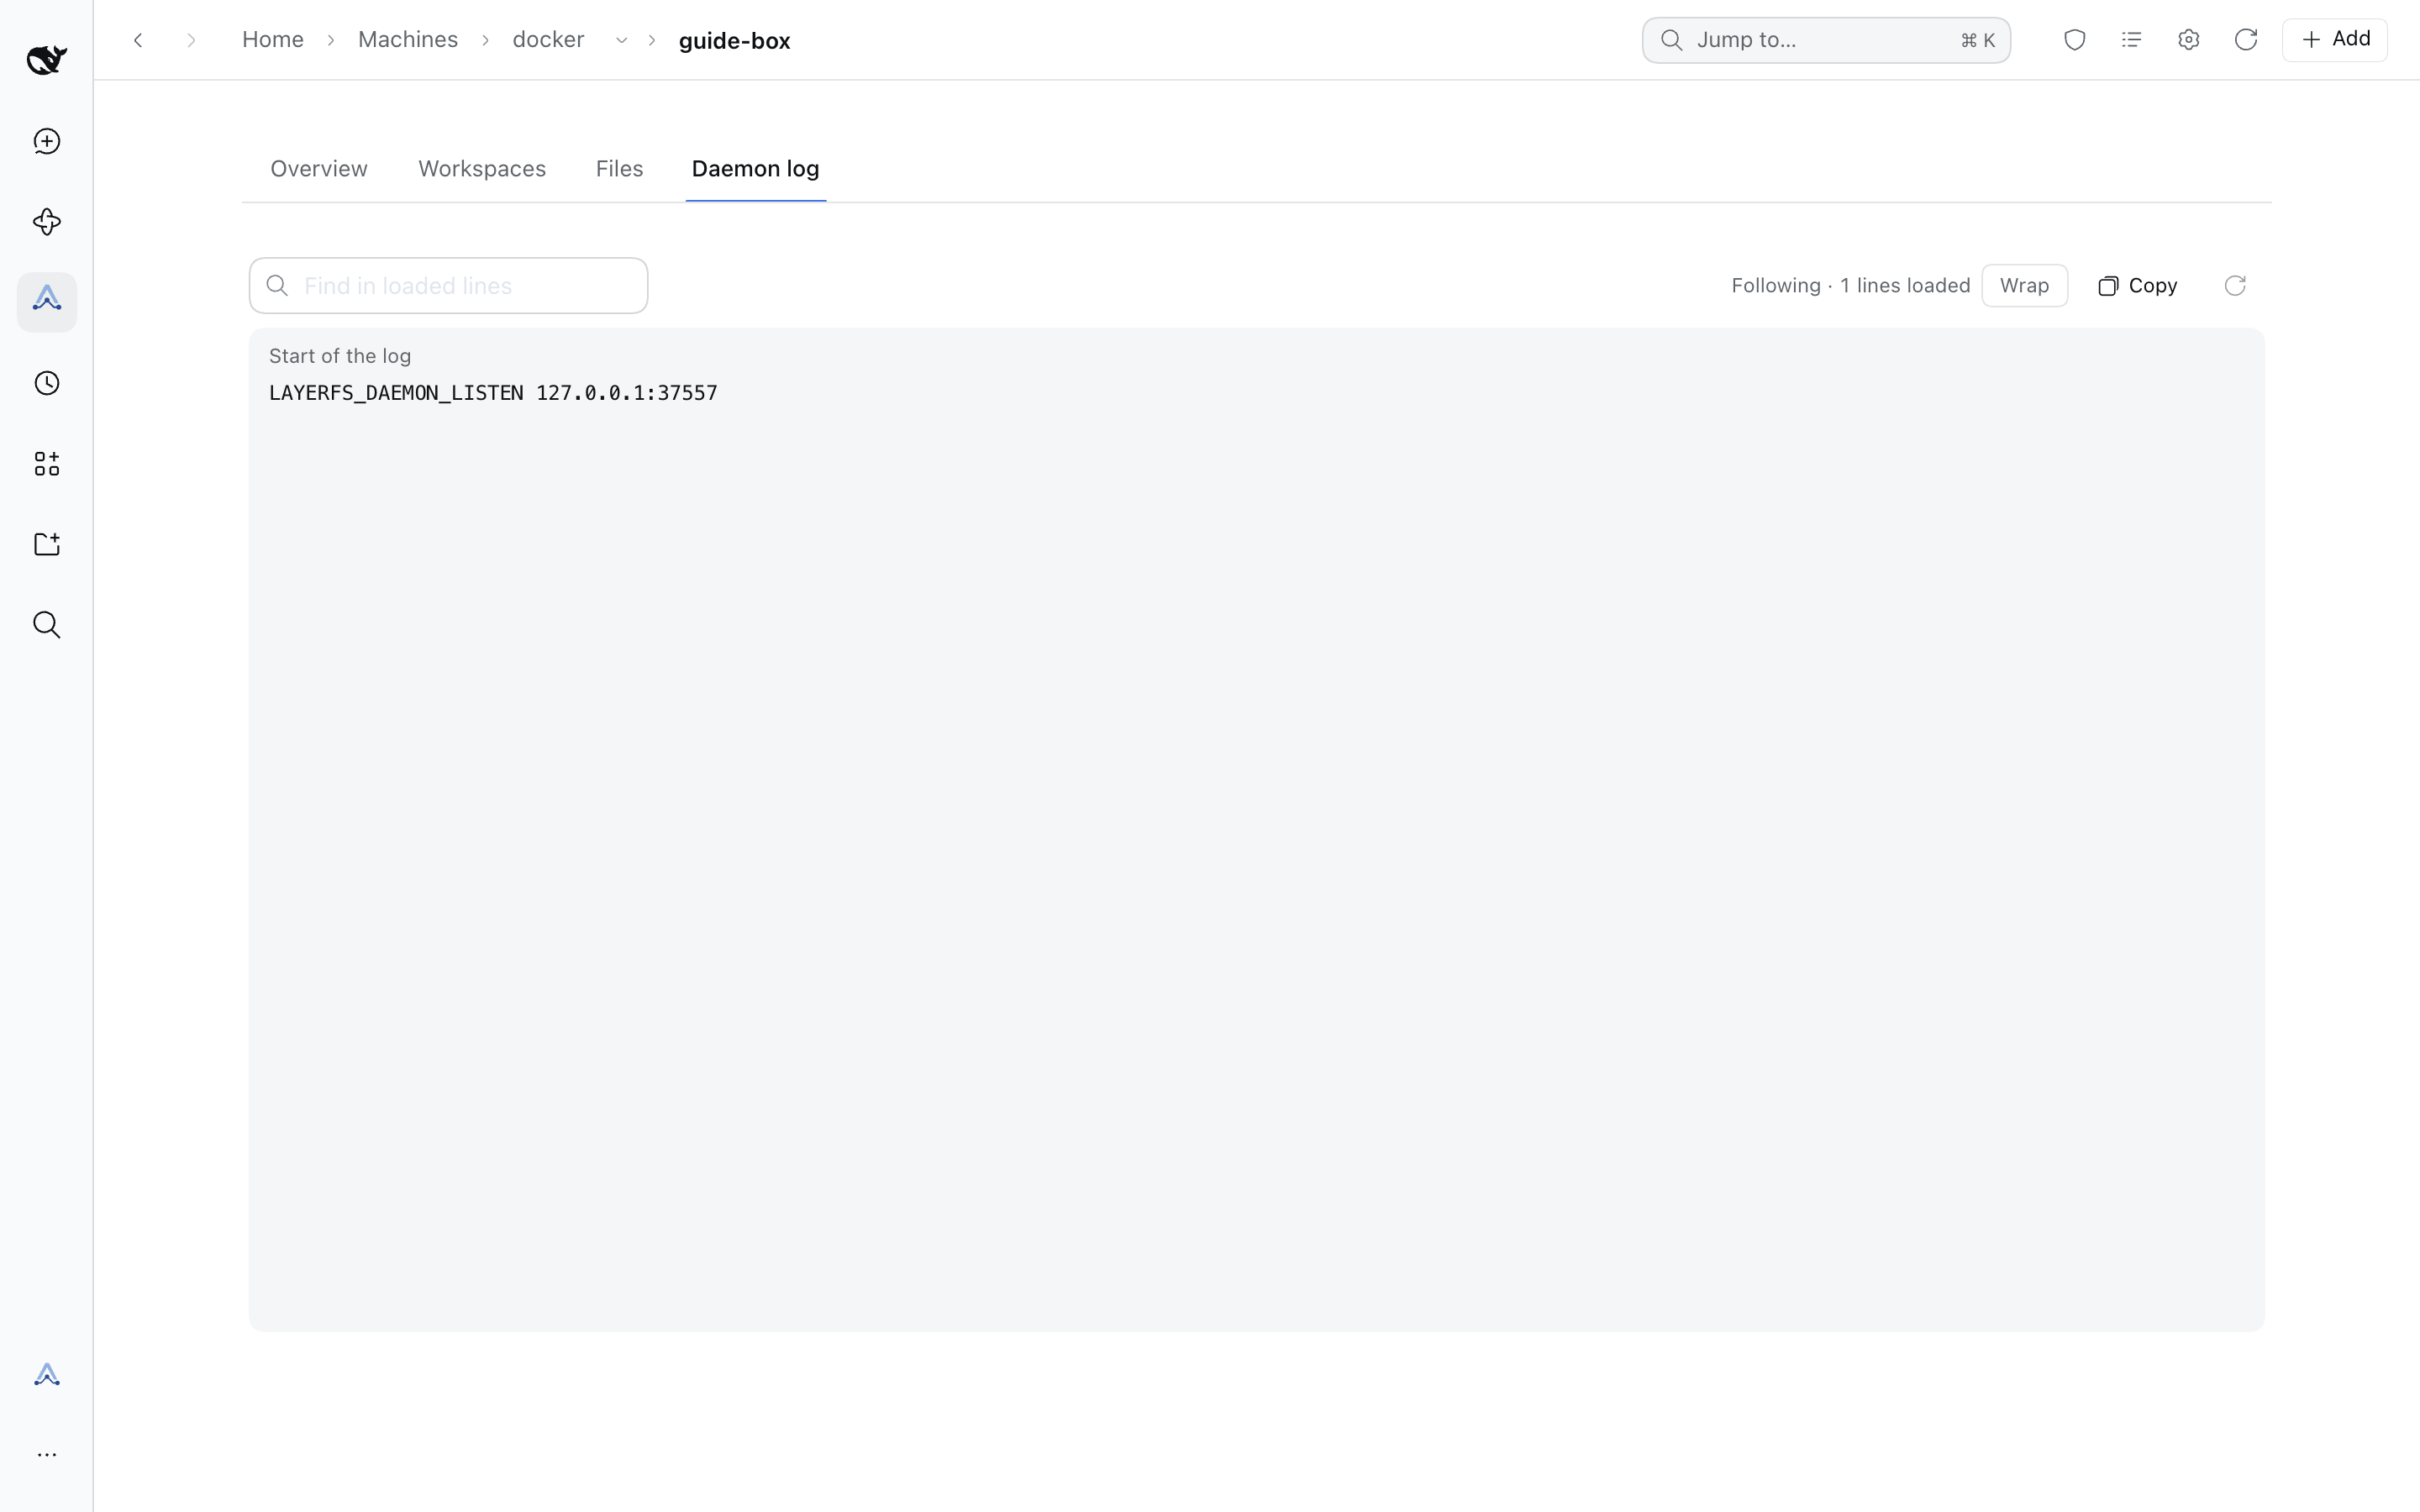 Home > Machines > docker > guide-box
Jump to... ⌘ K
Add
Overview Workspaces Files Daemon log
Find in loaded lines
Following · 1 lines loaded Wrap Copy
Start of the log
LAYERFS_DAEMON_LISTEN 127.0.0.1:37557